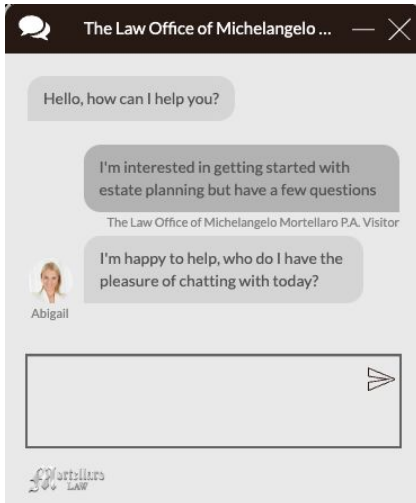 The Law Office of Michelangelo ...
Hello, how can I help you?
I'm interested in getting started with
estate planning but have a few questions
The Law Office of Michelangelo Mortellaro P.A. Visitor
I'm happy to help, who do I have the
pleasure of chatting with today?
Abigail
Mortellaro
LAW